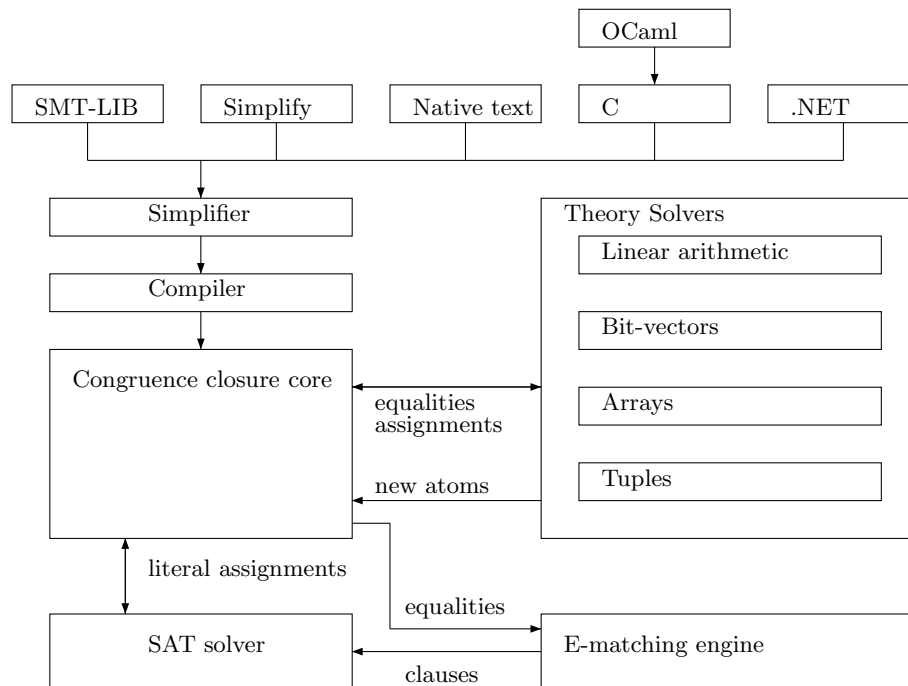 OCaml
SMT-LIB
Simplify
Native text
C
.NET
Simplifier
Compiler
Theory Solvers
Linear arithmetic
Bit-vectors
Arrays
Tuples
Congruence closure core
equalities
assignments
new atoms
literal assignments
equalities
SAT solver
E-matching engine
clauses